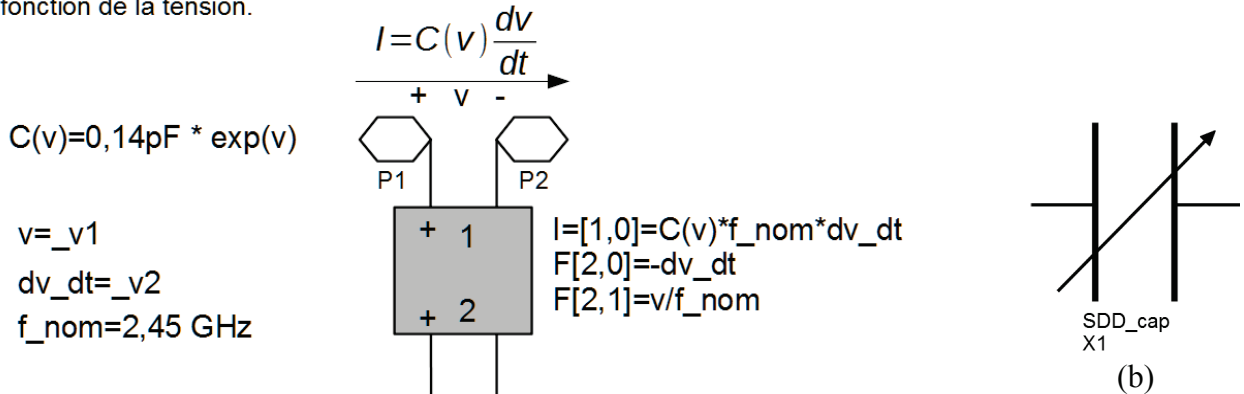 fonction de la tension.
I=C(v) dv/dt
+ v -
C(v)=0,14pF * exp(v)
P1 P2
v=_v1
dv_dt=_v2
f_nom=2,45 GHz
+ 1
+ 2
I=[1,0]=C(v)*f_nom*dv_dt
F[2,0]=-dv_dt
F[2,1]=v/f_nom
SDD_cap
X1
(b)